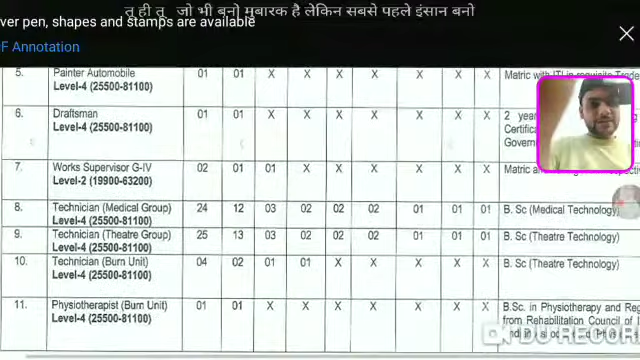 तू ही तू  जो भी बनो मुबारक है लेकिन सबसे पहले इंसान बनो
ver pen, shapes and stamps are available
F Annotation
5. Painter Automobile 01 01 X X X X X X X Matric with ITI in requisite Trade
Level-4 (25500-81100)
6. Draftsman 01 01 X X X X X X X 2 year
Level-4 (25500-81100) Certifica
Govern
7. Works Supervisor G-IV 02 01 01 X X X X X X Matric an
Level-2 (19900-63200)
8. Technician (Medical Group) 24 12 03 02 02 02 01 01 01 B. Sc (Medical Technology)
Level-4 (25500-81100)
9. Technician (Theatre Group) 25 13 03 02 02 02 01 01 01 B. Sc (Theatre Technology)
Level-4 (25500-81100)
10. Technician (Burn Unit) 04 02 01 01 X X X X X B. Sc (Theatre Technology)
Level-4 (25500-81100)
11. Physiotherapist (Burn Unit) 01 01 X X X X X X X B.Sc. in Physiotherapy and Reg
Level-4 (25500-81100) from Rehabilitation Council of I
DU RECOR